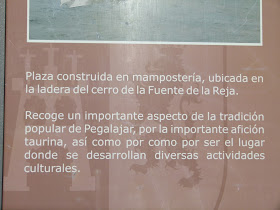 Plaza construida en mampostería, ubicada en
la ladera del cerro de la Fuente de la Reja.
Recoge un importante aspecto de la tradición
popular de Pegalajar, por la importante afición
taurina, así como por como por ser el lugar
donde se desarrollan diversas actividades
culturales.